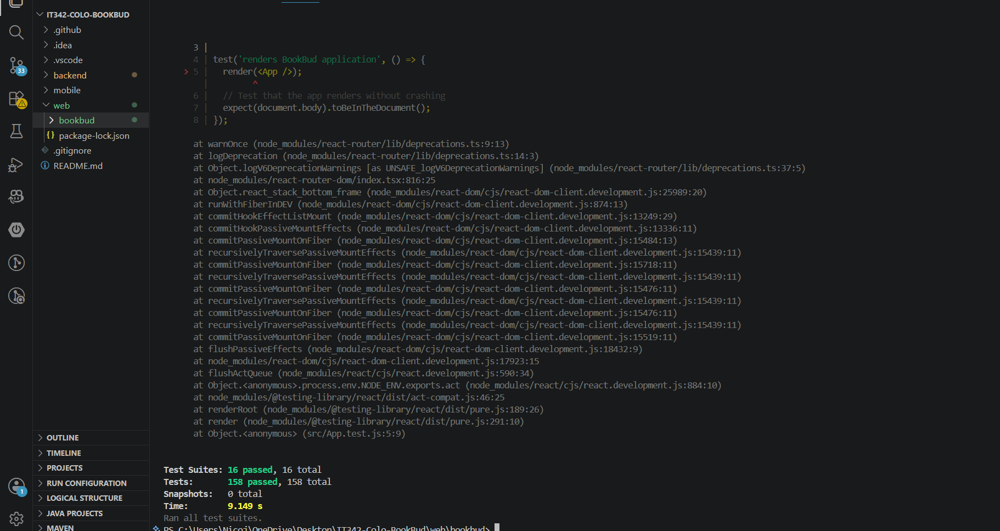 IT342-COLO-BOOKBUD
.github
.idea
.vscode
backend
mobile
web
bookbud
package-lock.json
.gitignore
README.md
33
OUTLINE
TIMELINE
PROJECTS
RUN CONFIGURATION
LOGICAL STRUCTURE
JAVA PROJECTS
MAVEN
1
3 |
4 | test('renders BookBud application', () => {
> 5 |   render(<App />);
|         ^
6 |   // Test that the app renders without crashing
7 |   expect(document.body).toBeInTheDocument();
8 | });
at warnOnce (node_modules/react-router/lib/deprecations.ts:9:13)
at logDeprecation (node_modules/react-router/lib/deprecations.ts:14:3)
at Object.logV6DeprecationWarnings [as UNSAFE_logV6DeprecationWarnings] (node_modules/react-router/lib/deprecations.ts:37:5)
at node_modules/react-router-dom/index.tsx:816:25
at Object.react_stack_bottom_frame (node_modules/react-dom/cjs/react-dom-client.development.js:25989:20)
at runWithFiberInDEV (node_modules/react-dom/cjs/react-dom-client.development.js:874:13)
at commitHookEffectListMount (node_modules/react-dom/cjs/react-dom-client.development.js:13249:29)
at commitHookPassiveMountEffects (node_modules/react-dom/cjs/react-dom-client.development.js:13336:11)
at commitPassiveMountOnFiber (node_modules/react-dom/cjs/react-dom-client.development.js:15484:13)
at recursivelyTraversePassiveMountEffects (node_modules/react-dom/cjs/react-dom-client.development.js:15439:11)
at commitPassiveMountOnFiber (node_modules/react-dom/cjs/react-dom-client.development.js:15718:11)
at recursivelyTraversePassiveMountEffects (node_modules/react-dom/cjs/react-dom-client.development.js:15439:11)
at commitPassiveMountOnFiber (node_modules/react-dom/cjs/react-dom-client.development.js:15476:11)
at recursivelyTraversePassiveMountEffects (node_modules/react-dom/cjs/react-dom-client.development.js:15439:11)
at commitPassiveMountOnFiber (node_modules/react-dom/cjs/react-dom-client.development.js:15476:11)
at recursivelyTraversePassiveMountEffects (node_modules/react-dom/cjs/react-dom-client.development.js:15439:11)
at commitPassiveMountOnFiber (node_modules/react-dom/cjs/react-dom-client.development.js:15519:11)
at flushPassiveEffects (node_modules/react-dom/cjs/react-dom-client.development.js:18432:9)
at node_modules/react-dom/cjs/react-dom-client.development.js:17923:15
at flushActQueue (node_modules/react/cjs/react.development.js:590:34)
at Object.<anonymous>.process.env.NODE_ENV.exports.act (node_modules/react/cjs/react.development.js:884:10)
at node_modules/@testing-library/react/dist/act-compat.js:46:25
at renderRoot (node_modules/@testing-library/react/dist/pure.js:189:26)
at render (node_modules/@testing-library/react/dist/pure.js:291:10)
at Object.<anonymous> (src/App.test.js:5:9)
Test Suites: 16 passed, 16 total
Tests:       158 passed, 158 total
Snapshots:   0 total
Time:        9.149 s
Ran all test suites.
PS C:\Users\Nicoj\OneDrive\Desktop\IT342-Colo-BookBud\web\bookbud>